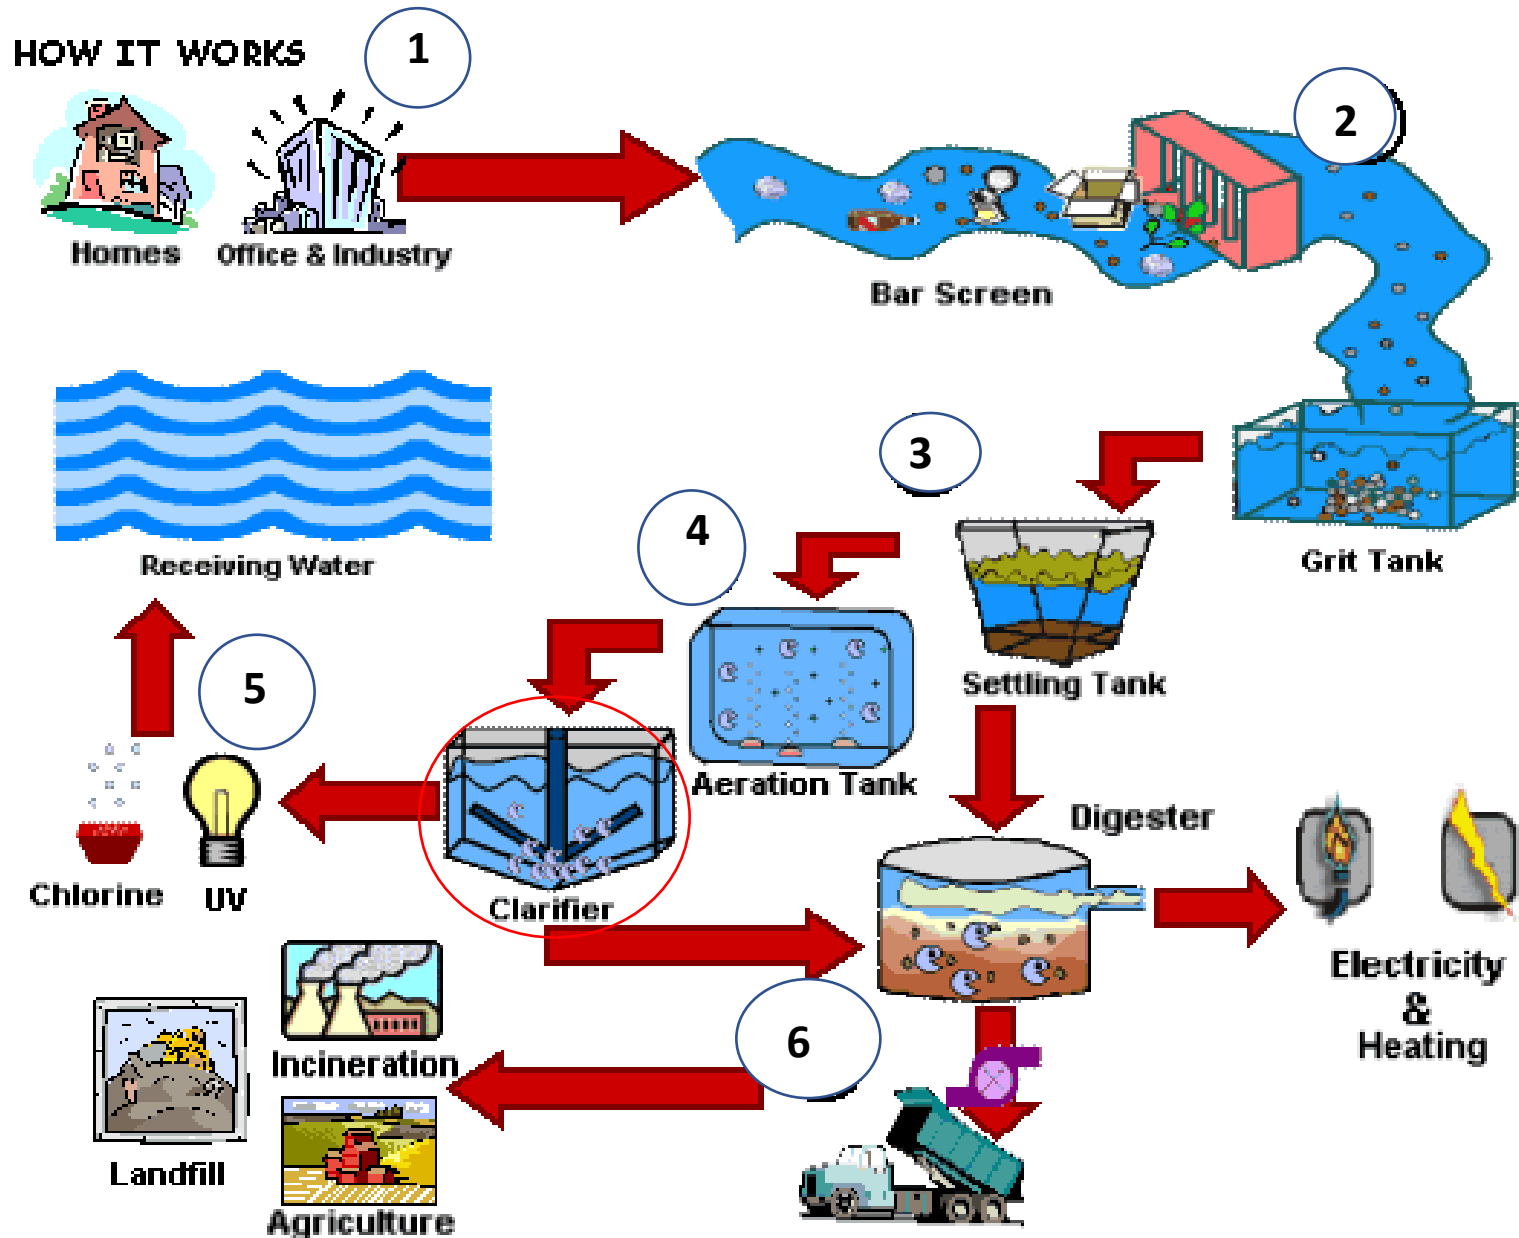 HOW IT WORKS
1
Homes
Office & Industry
2
Bar Screen
Grit Tank
3
Settling Tank
4
Aeration Tank
Receiving Water
5
Chlorine
UV
Clarifier
Digester
Electricity
&
Heating
6
Incineration
Landfill
Agriculture